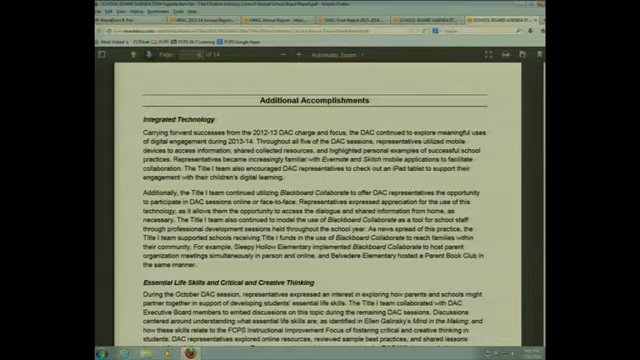 Page:
of 14
Automatic Zoom
Additional Accomplishments
Integrated Technology
Carrying forward successes from the 2012-13 DAC charge and focus, the DAC continued to explore meaningful uses
of digital engagement during 2013-14. Throughout all five of the DAC sessions, representatives utilized mobile
devices to access information, shared collected resources, and highlighted personal examples of successful school
practices. Representatives became increasingly familiar with Evernote and Skitch mobile applications to facilitate
collaboration. The Title I team also encouraged DAC representatives to check out an iPad tablet to support their
engagement with their children's digital learning.
Additionally, the Title I team continued utilizing Blackboard Collaborate to offer DAC representatives the opportunity
to participate in DAC sessions online or face-to-face. Representatives expressed appreciation for the use of this
technology, as it allows them the opportunity to access the dialogue and shared information from home, as
necessary. The Title I team also continued to model the use of Blackboard Collaborate as a tool for school staff
through professional development sessions held throughout the school year. As news spread of this practice, the
Title I team supported schools receiving Title I funds in the use of Blackboard Collaborate to reach families within
their community. For example, Sleepy Hollow Elementary implemented Blackboard Collaborate to host parent
organization meetings simultaneously in person and online, and Belvedere Elementary hosted a Parent Book Club in
the same manner.
Essential Life Skills and Critical and Creative Thinking
During the October DAC session, representatives expressed an interest in exploring how parents and schools might
partner together in support of developing students' essential life skills. The Title I team collaborated with DAC
Executive Board members to embed discussions on this topic during the remaining DAC sessions. Discussions
centered around understanding what essential life skills are, as identified in Ellen Galinsky's Mind in the Making, and
how these skills relate to the FCPS Instructional Improvement Focus of fostering critical and creative thinking in
students. DAC representatives explored online resources, reviewed sample best practices, and shared lessons